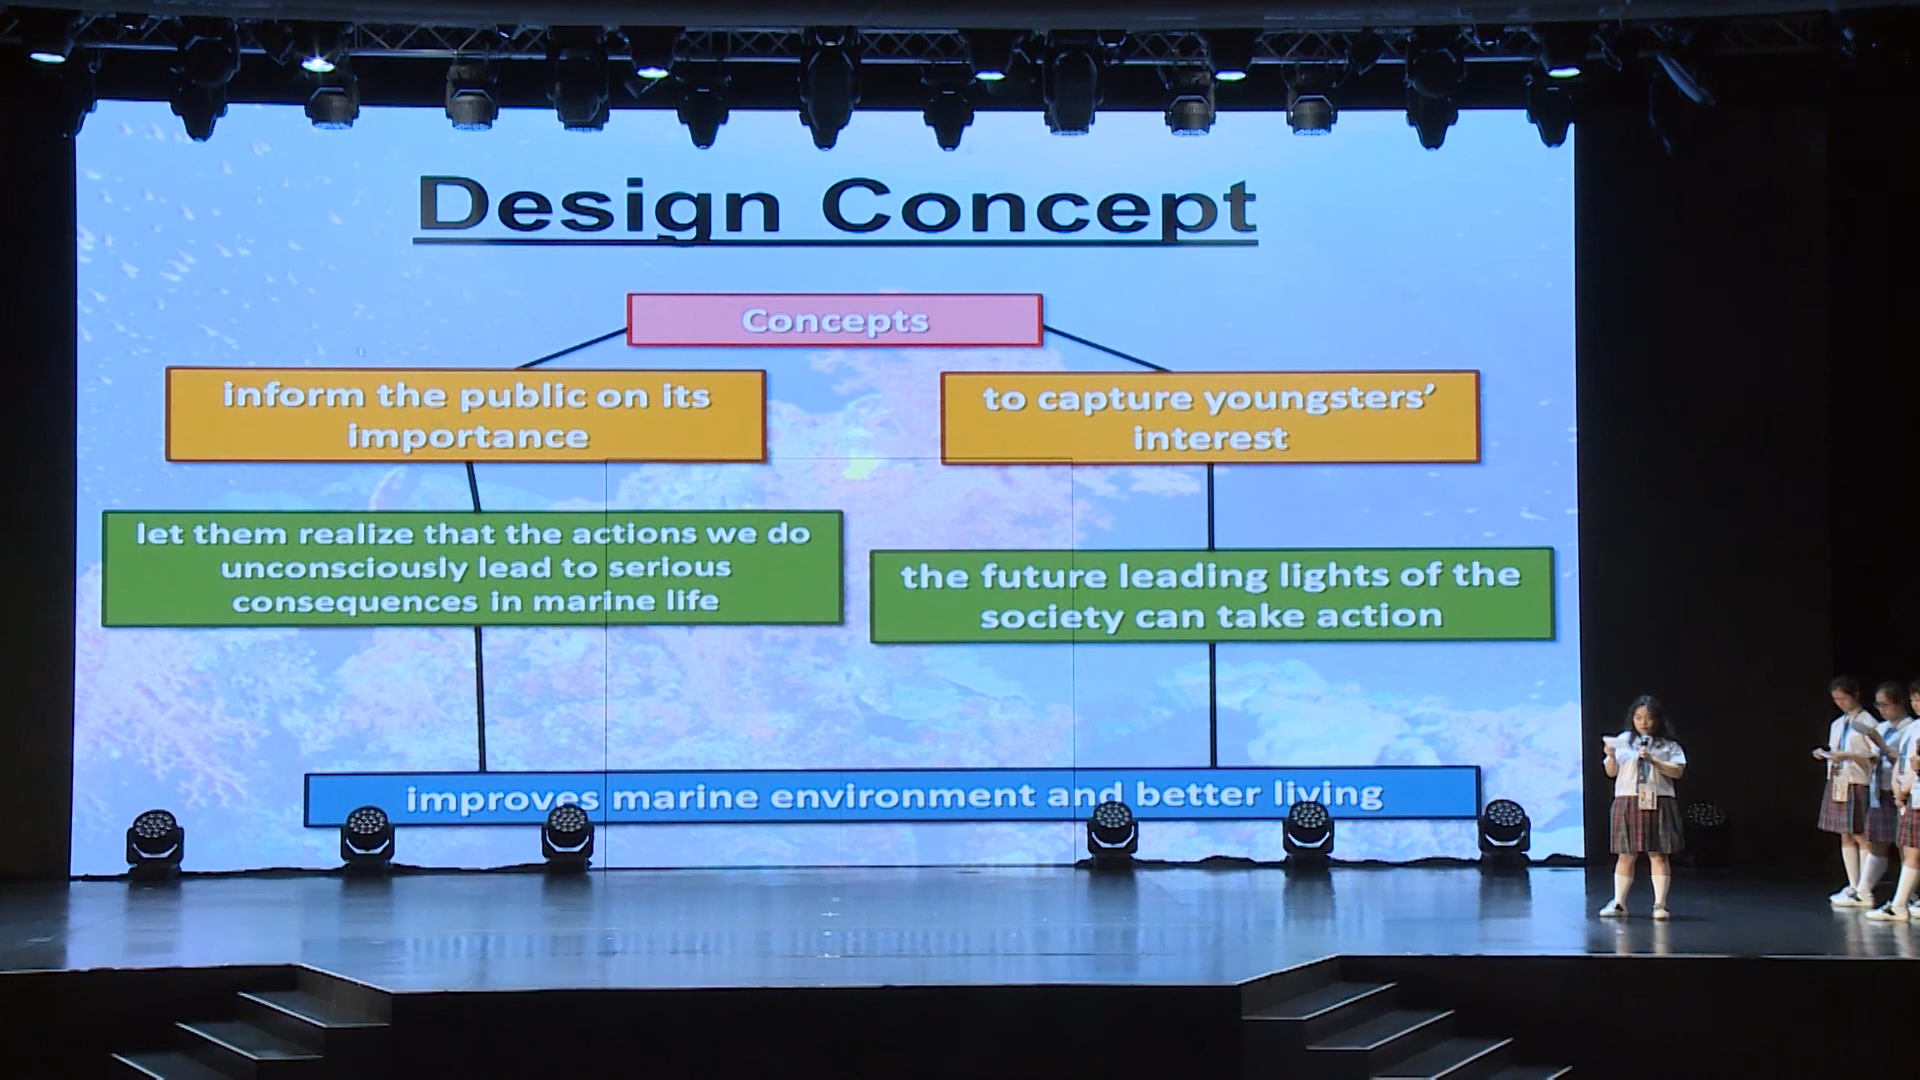 Design Concept
Concepts
inform the public on its
importance
to capture youngsters’
interest
let them realize that the actions we do
unconsciously lead to serious
consequences in marine life
the future leading lights of the
society can take action
improves marine environment and better living